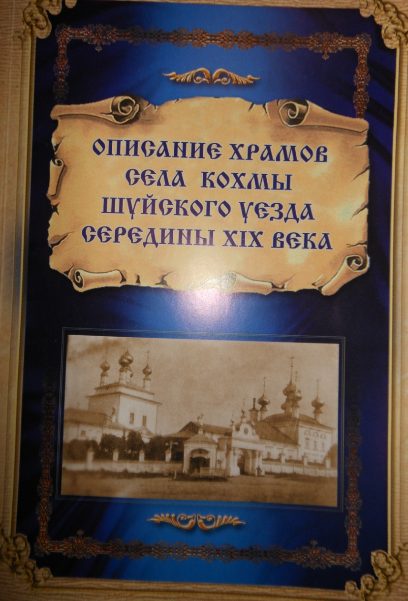 ОПИСАНИЕ ХРАМОВ
СЕЛА КОХМЫ
ШУЙСКОГО УЕЗДА
СЕРЕДИНЫ XIX ВЕКА